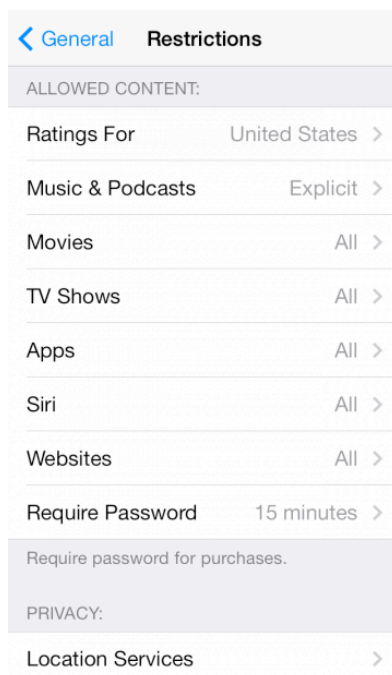 General Restrictions
ALLOWED CONTENT:
Ratings For United States
Music & Podcasts Explicit
Movies All
TV Shows All
Apps All
Siri All
Websites All
Require Password 15 minutes
Require password for purchases.
PRIVACY:
Location Services